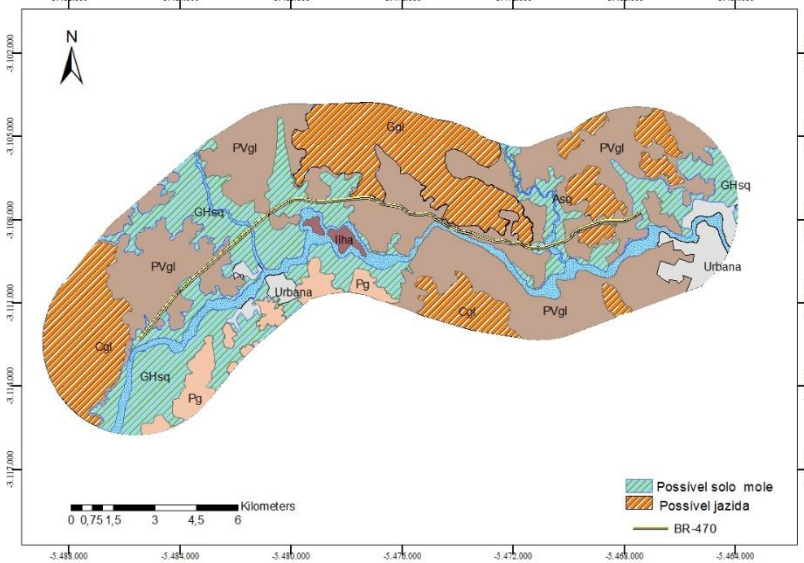 N
-3.102.000
-3.105.000
-3.108.000
-3.111.000
-3.114.000
-3.117.000
Cgl
PVgl
PVgl
GHsq
Asq
GHsq
Ilha
PVgl
Urbana
Urbana
Pg
Cgl
PVgl
Cgl
GHsq
Pg
Possível solo mole
Possível jazida
BR-470
Kilometers
0 0,75 1,5 3 4,5 6
-5.488.000 -5.484.000 -5.480.000 -5.476.000 -5.472.000 -5.468.000 -5.464.000